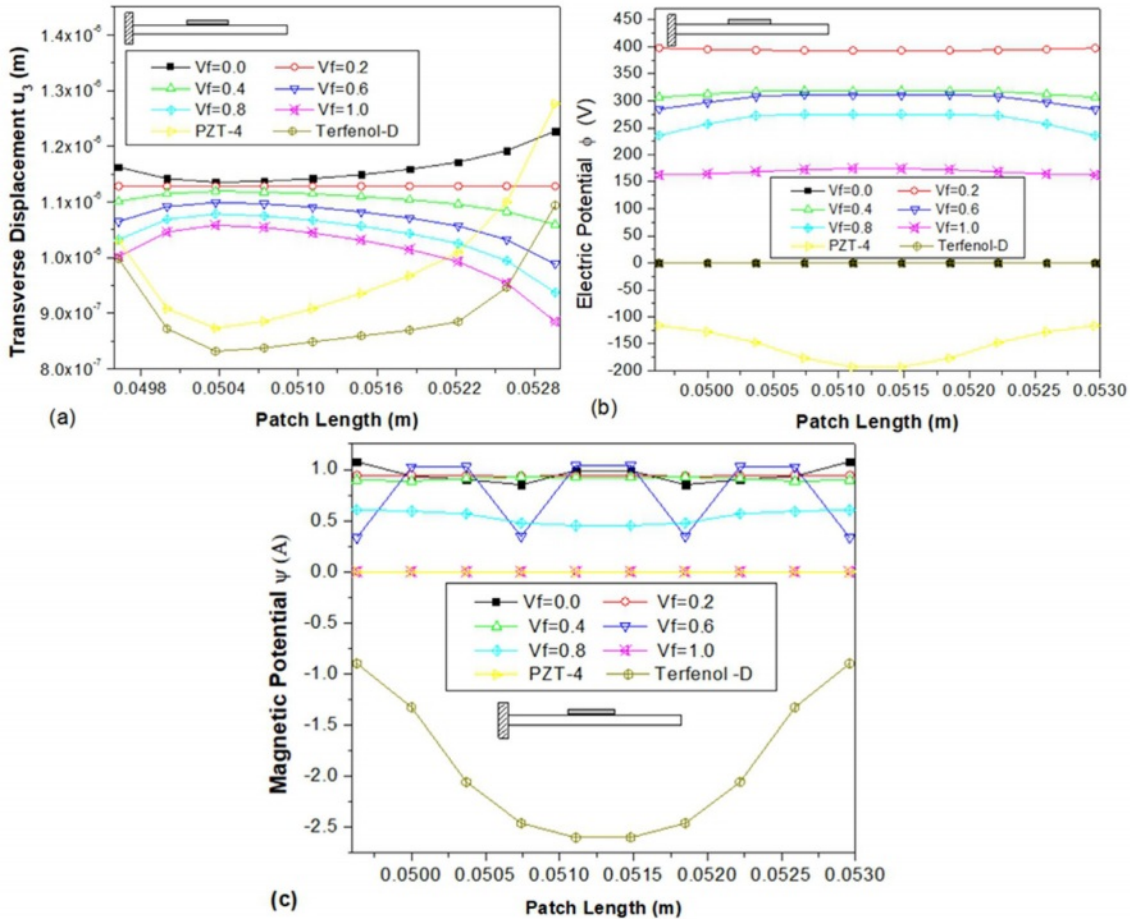 Transverse Displacement u3 (m)
1.4x10-6
1.3x10-6
1.2x10-6
1.1x10-6
1.0x10-6
9.0x10-7
8.0x10-7
Vf=0.0 Vf=0.2
Vf=0.4 Vf=0.6
Vf=0.8 Vf=1.0
PZT-4 Terfenol-D
0.0498 0.0504 0.0510 0.0516 0.0522 0.0528
(a) Patch Length (m)
Electric Potential ϕ (V)
450
400
350
300
250
200
150
100
50
0
-50
-100
-150
-200
Vf=0.0 Vf=0.2
Vf=0.4 Vf=0.6
Vf=0.8 Vf=1.0
PZT-4 Terfenol-D
0.0500 0.0505 0.0510 0.0515 0.0520 0.0525 0.0530
(b) Patch Length (m)
Magnetic Potential ψ (A)
1.0
0.5
0.0
-0.5
-1.0
-1.5
-2.0
-2.5
Vf=0.0 Vf=0.2
Vf=0.4 Vf=0.6
Vf=0.8 Vf=1.0
PZT-4 Terfenol -D
0.0500 0.0505 0.0510 0.0515 0.0520 0.0525 0.0530
(c) Patch Length (m)